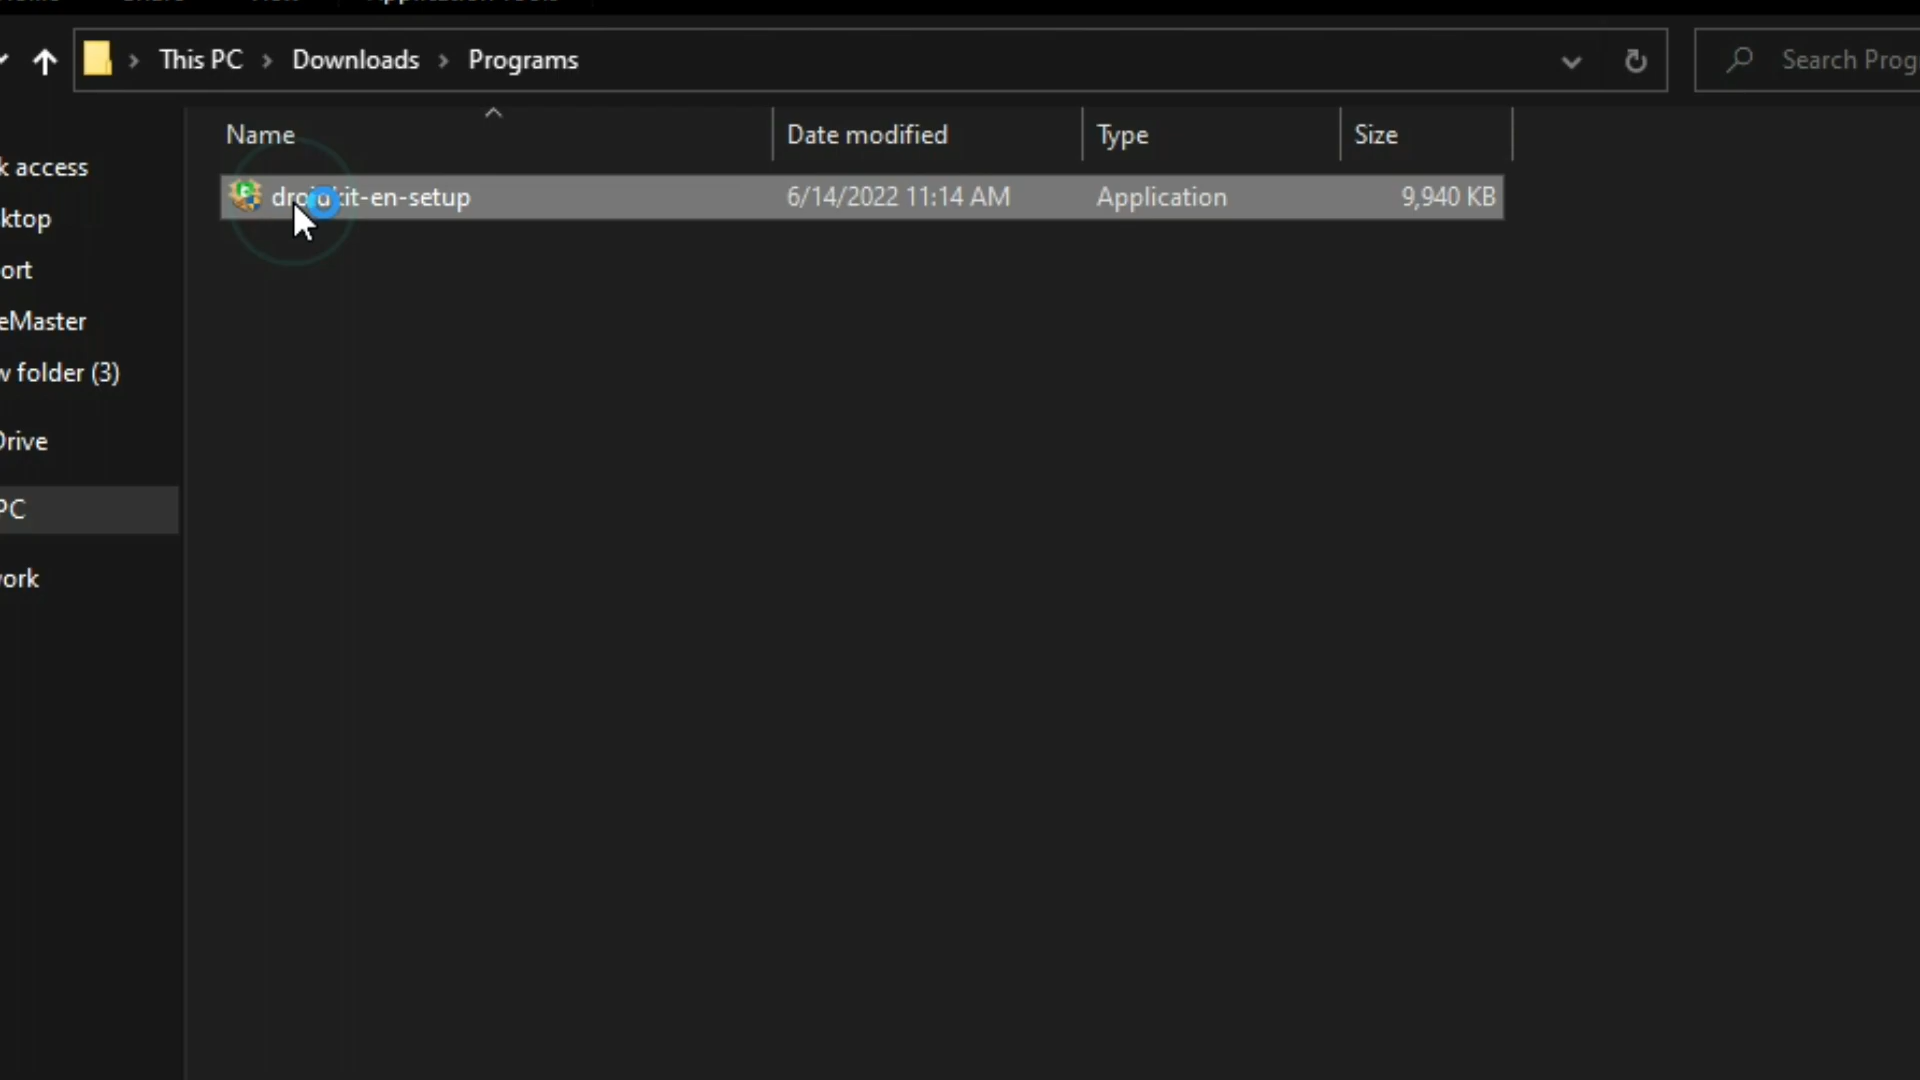 This PC > Downloads > Programs
Search Prog
Name
Date modified
Type
Size
k access
ktop
ort
eMaster
w folder (3)
Drive
PC
ork
droidkit-en-setup
6/14/2022 11:14 AM
Application
9,940 KB